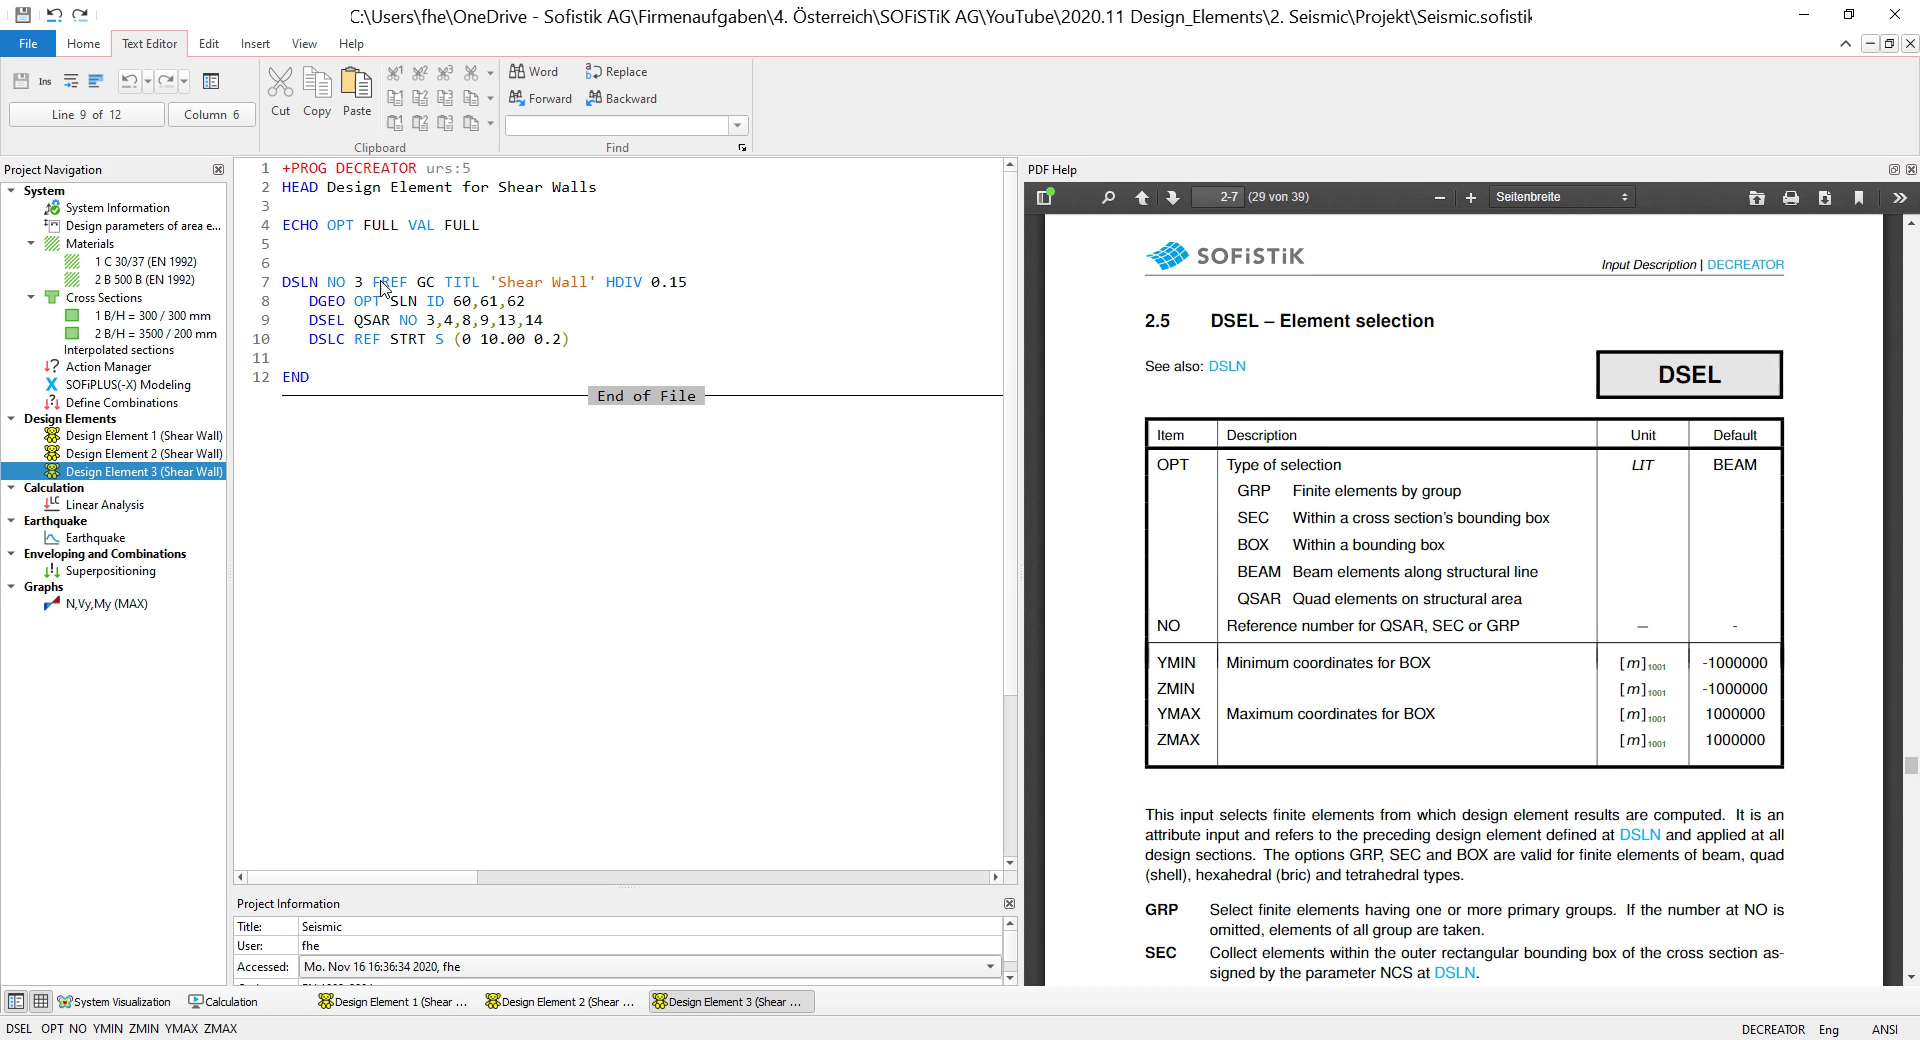 C:\Users\fhe\OneDrive - Sofistik AG\Firmenaufgaben\4. Österreich\SOFiSTiK AG\YouTube\2020.11 Design_Elements\2. Seismic\Projekt\Seismic.sofistik
File Home Text Editor Edit Insert View Help
Ins
Line 9 of 12 Column 6
Cut Copy Paste
Clipboard
Word Replace
Forward Backward
Find
Project Navigation
System
System Information
Design parameters of area e...
Materials
1 C 30/37 (EN 1992)
2 B 500 B (EN 1992)
Cross Sections
1 B/H = 300 / 300 mm
2 B/H = 3500 / 200 mm
Interpolated sections
Action Manager
SOFiPLUS(-X) Modeling
Define Combinations
Design Elements
Design Element 1 (Shear Wall)
Design Element 2 (Shear Wall)
Design Element 3 (Shear Wall)
Calculation
Linear Analysis
Earthquake
Earthquake
Enveloping and Combinations
Superpositioning
Graphs
N,Vy,My (MAX)
1 +PROG DECREATOR urs:5
2 HEAD Design Element for Shear Walls
3
4 ECHO OPT FULL VAL FULL
5
6
7 DSLN NO 3 FREF GC TITL 'Shear Wall' HDIV 0.15
8 DGEO OPT SLN ID 60,61,62
9 DSEL QSAR NO 3,4,8,9,13,14
10 DSLC REF STRT S (0 10.00 0.2)
11
12 END
End of File
Project Information
Title: Seismic
User: fhe
Accessed: Mo. Nov 16 16:36:34 2020, fhe
PDF Help
2-7 (29 von 39) Seitenbreite
SOFiSTiK
Input Description | DECREATOR
2.5 DSEL – Element selection
See also: DSLN
DSEL
Item Description Unit Default
OPT Type of selection LIT BEAM
GRP Finite elements by group
SEC Within a cross section's bounding box
BOX Within a bounding box
BEAM Beam elements along structural line
QSAR Quad elements on structural area
NO Reference number for QSAR, SEC or GRP – -
YMIN Minimum coordinates for BOX [m]1001 -1000000
ZMIN [m]1001 -1000000
YMAX Maximum coordinates for BOX [m]1001 1000000
ZMAX [m]1001 1000000
This input selects finite elements from which design element results are computed. It is an
attribute input and refers to the preceding design element defined at DSLN and applied at all
design sections. The options GRP, SEC and BOX are valid for finite elements of beam, quad
(shell), hexahedral (bric) and tetrahedral types.
GRP Select finite elements having one or more primary groups. If the number at NO is
omitted, elements of all group are taken.
SEC Collect elements within the outer rectangular bounding box of the cross section as-
signed by the parameter NCS at DSLN.
System Visualization Calculation Design Element 1 (Shear ... Design Element 2 (Shear ... Design Element 3 (Shear ...
DSEL OPT NO YMIN ZMIN YMAX ZMAX
DECREATOR Eng ANSI